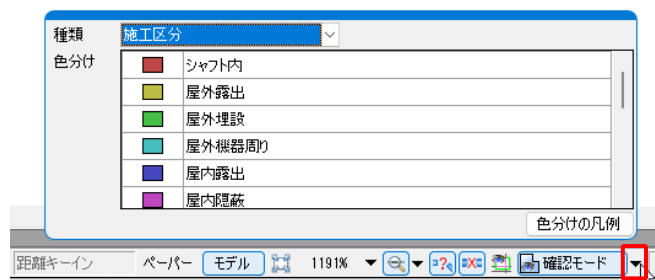 種類 施工区分
色分け シャフト内
屋外露出
屋外埋設
屋外機器周り
屋内露出
屋内隠蔽
色分けの凡例
距離キーイン ペーパー モデル 1191% 確認モード